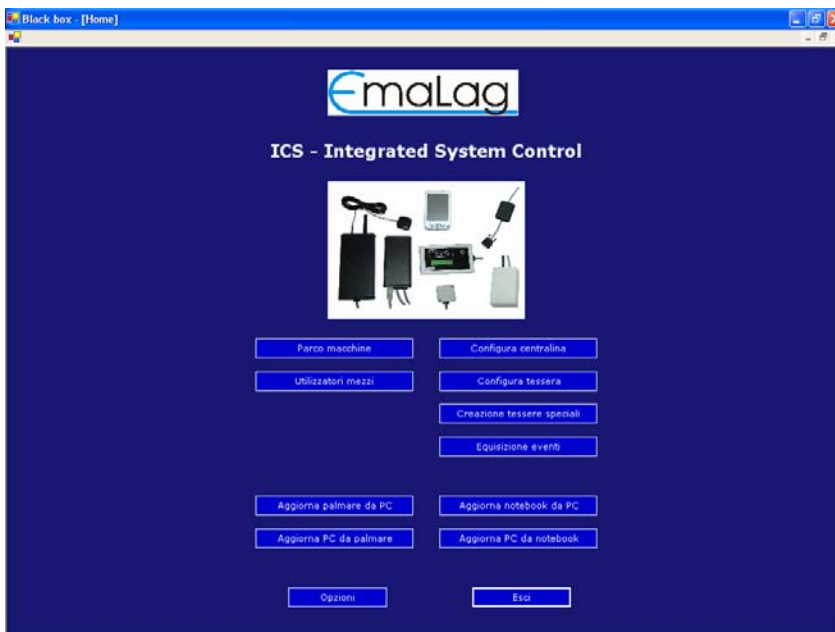 Black box - [Home]
EmaLag
ICS - Integrated System Control
Parco macchine
Configura centralina
Utilizzatori mezzi
Configura tessera
Creazione tessere speciali
Equisizione eventi
Aggiorna palmare da PC
Aggiorna notebook da PC
Aggiorna PC da palmare
Aggiorna PC da notebook
Opzioni
Esci